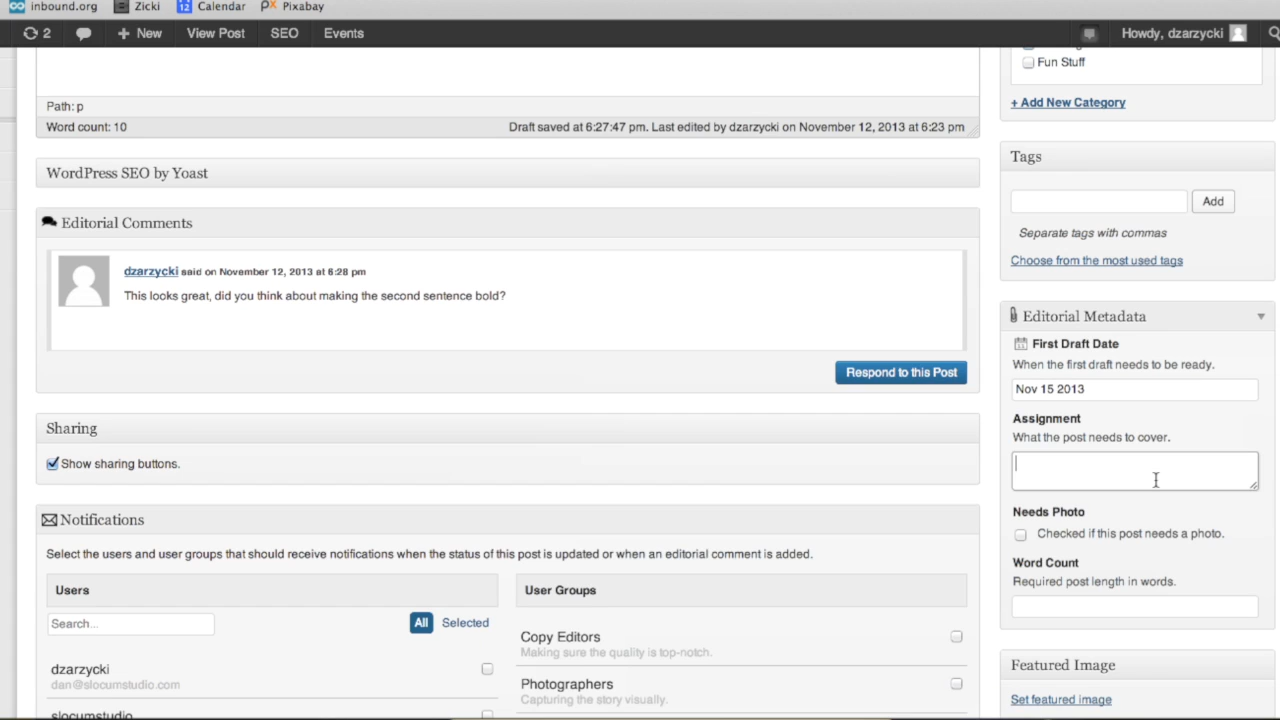 inbound.org Zicki 12 Calendar PX Pixabay
2 + New View Post SEO Events Howdy, dzarzycki
Path: p
Word count: 10 Draft saved at 6:27:47 pm. Last edited by dzarzycki on November 12, 2013 at 6:23 pm
WordPress SEO by Yoast
Editorial Comments
dzarzycki said on November 12, 2013 at 6:28 pm
This looks great, did you think about making the second sentence bold?
Respond to this Post
Sharing
Show sharing buttons.
Notifications
Select the users and user groups that should receive notifications when the status of this post is updated or when an editorial comment is added.
Users
Search...
All Selected
dzarzycki
dan@slocumstudio.com
slocumstudio
User Groups
Copy Editors
Making sure the quality is top-notch.
Photographers
Capturing the story visually.
Fun Stuff
+ Add New Category
Tags
Add
Separate tags with commas
Choose from the most used tags
Editorial Metadata
First Draft Date
When the first draft needs to be ready.
Nov 15 2013
Assignment
What the post needs to cover.
Needs Photo
Checked if this post needs a photo.
Word Count
Required post length in words.
Featured Image
Set featured image